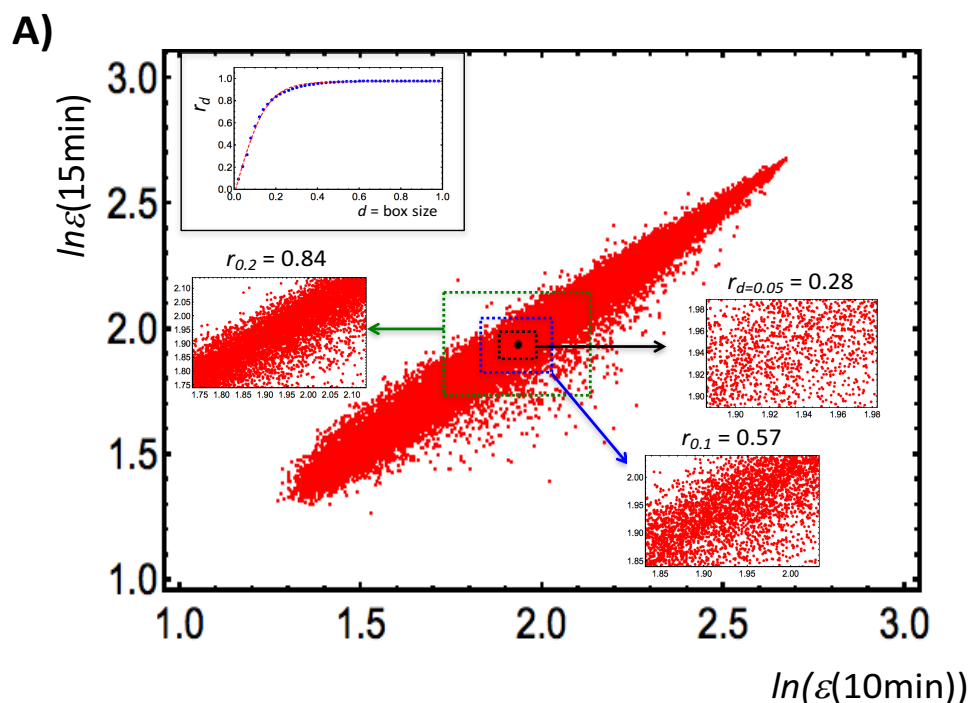 A)
lnε(15min)
3.0
2.5
2.0
1.5
1.0
1.0
1.5
2.0
2.5
3.0
ln(ε(10min))
r_d
1.0
0.8
0.6
0.4
0.2
0.0
0.0 0.2 0.4 0.6 0.8 1.0
d = box size
r_0.2 = 0.84
2.10
2.05
2.00
1.95
1.90
1.85
1.80
1.75
1.75 1.80 1.85 1.90 1.95 2.00 2.05 2.10
r_d=0.05 = 0.28
1.98
1.96
1.94
1.92
1.90
1.90 1.92 1.94 1.96 1.98
r_0.1 = 0.57
2.00
1.95
1.90
1.85
1.85 1.90 1.95 2.00